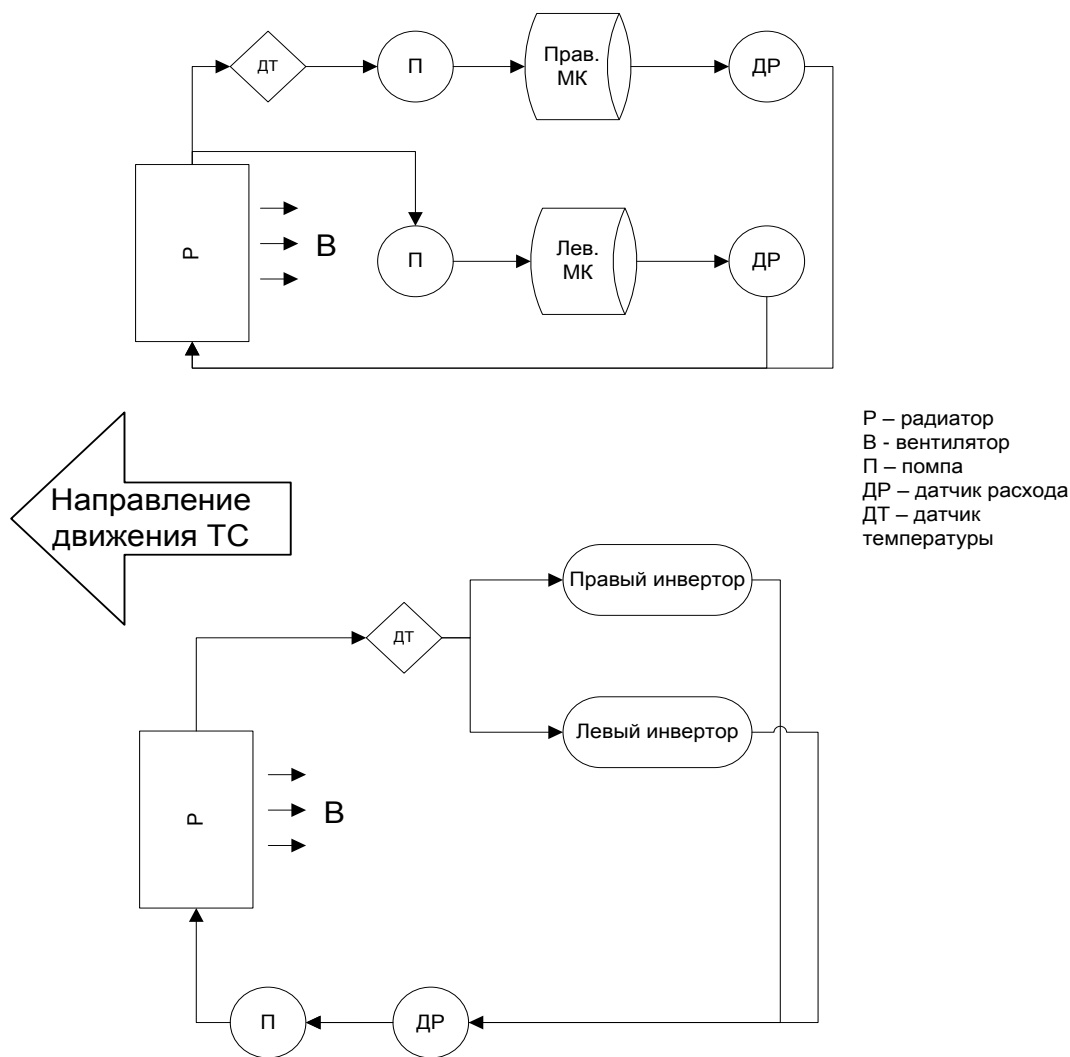 ДТ
П
Прав.
МК
ДР
Р
В
П
Лев.
МК
ДР
Р – радиатор
В - вентилятор
П – помпа
ДР – датчик расхода
ДТ – датчик
температуры
Направление
движения ТС
Правый инвертор
ДТ
Левый инвертор
Р
В
П
ДР